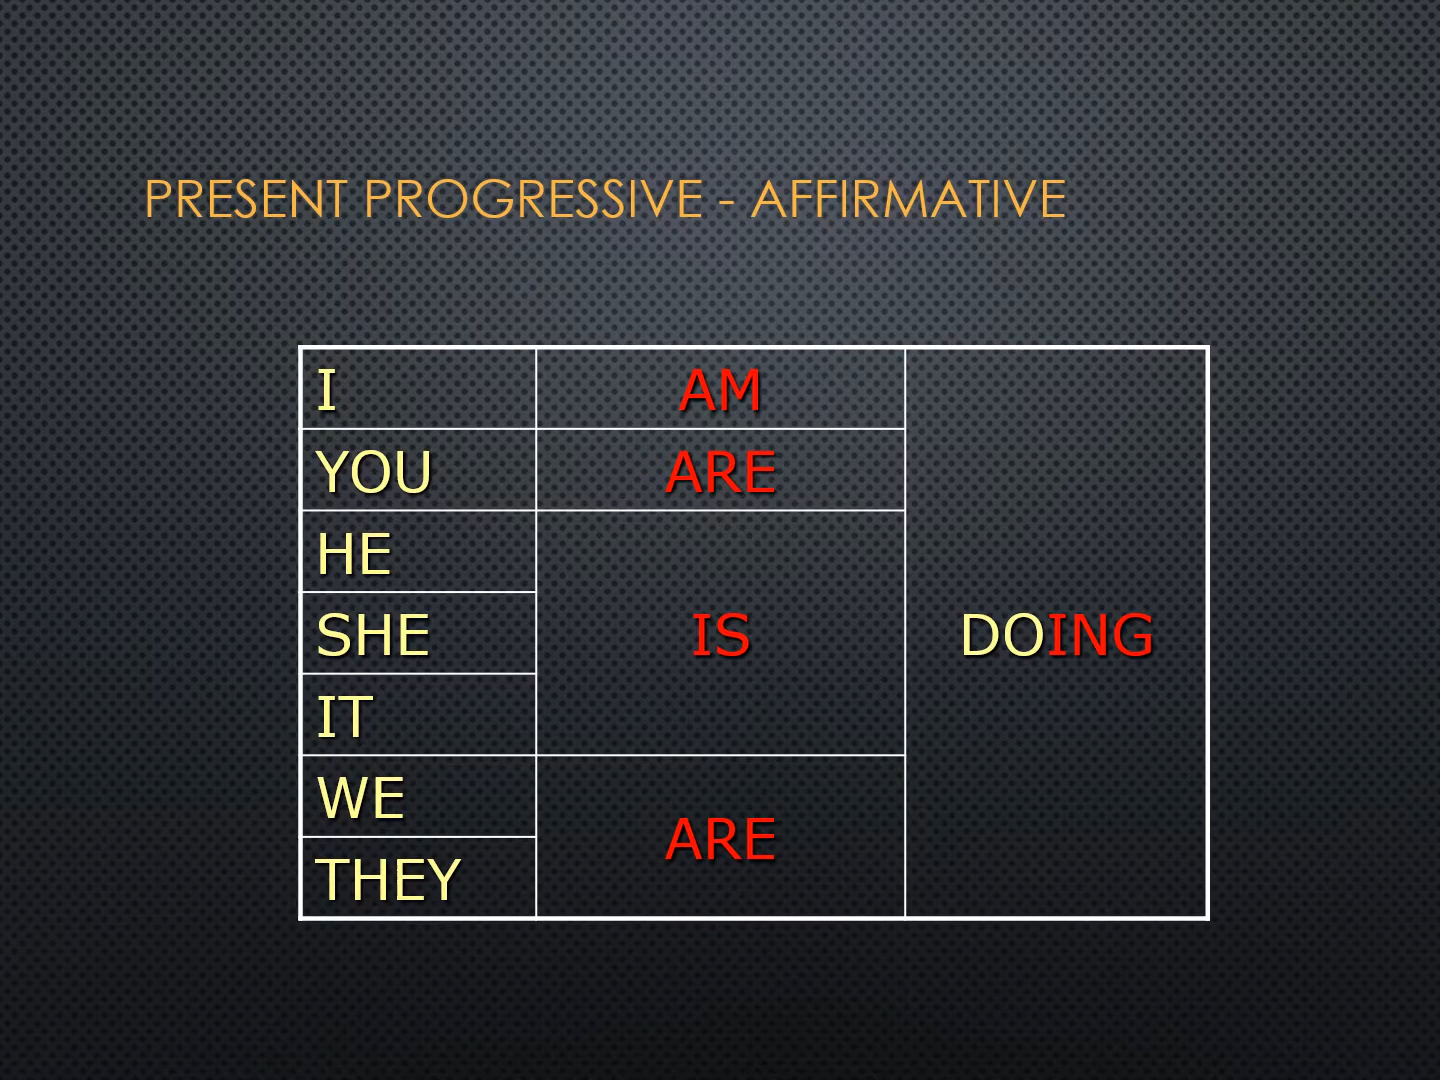 PRESENT PROGRESSIVE - AFFIRMATIVE
I AM
YOU ARE
HE
SHE IS DOING
IT
WE
ARE
THEY